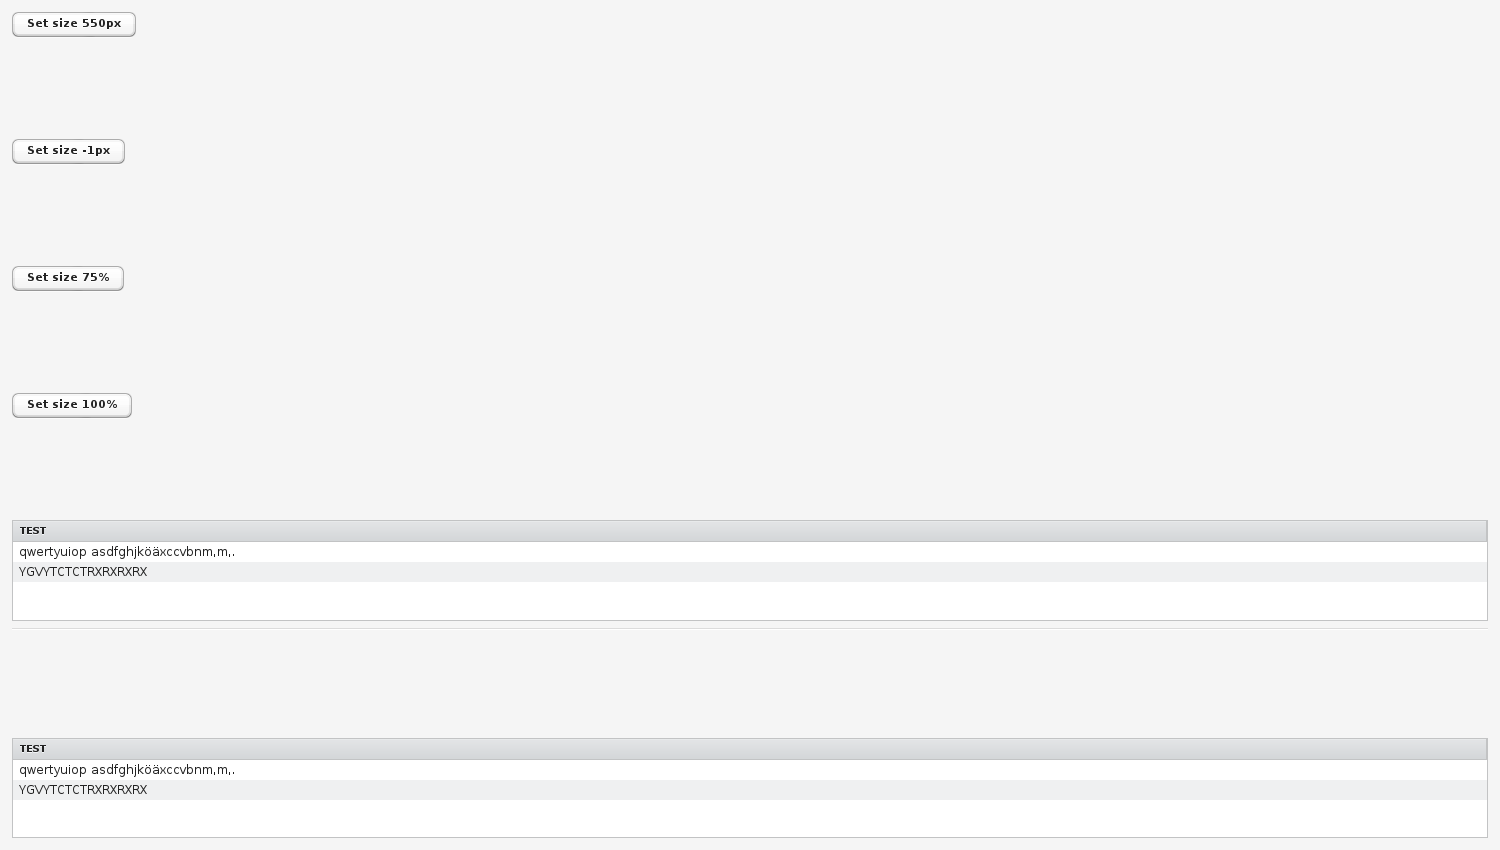 Set size 550px
Set size -1px
Set size 75%
Set size 100%
TEST
qwertyuiop asdfghjköäxccvbnm,m,.
YGVYTCTCTRXRXRXRX
TEST
qwertyuiop asdfghjköäxccvbnm,m,.
YGVYTCTCTRXRXRXRX